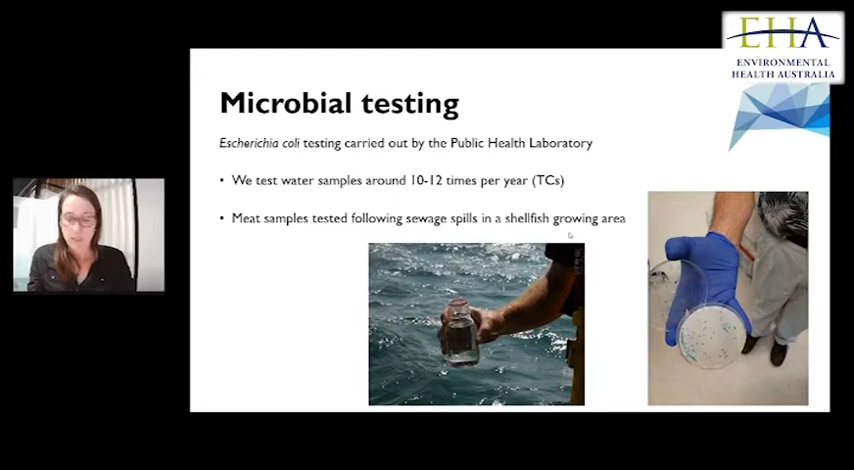 EHA
ENVIRONMENTAL
HEALTH AUSTRALIA
Microbial testing
Escherichia coli testing carried out by the Public Health Laboratory
• We test water samples around 10-12 times per year (TCs)
• Meat samples tested following sewage spills in a shellfish growing area